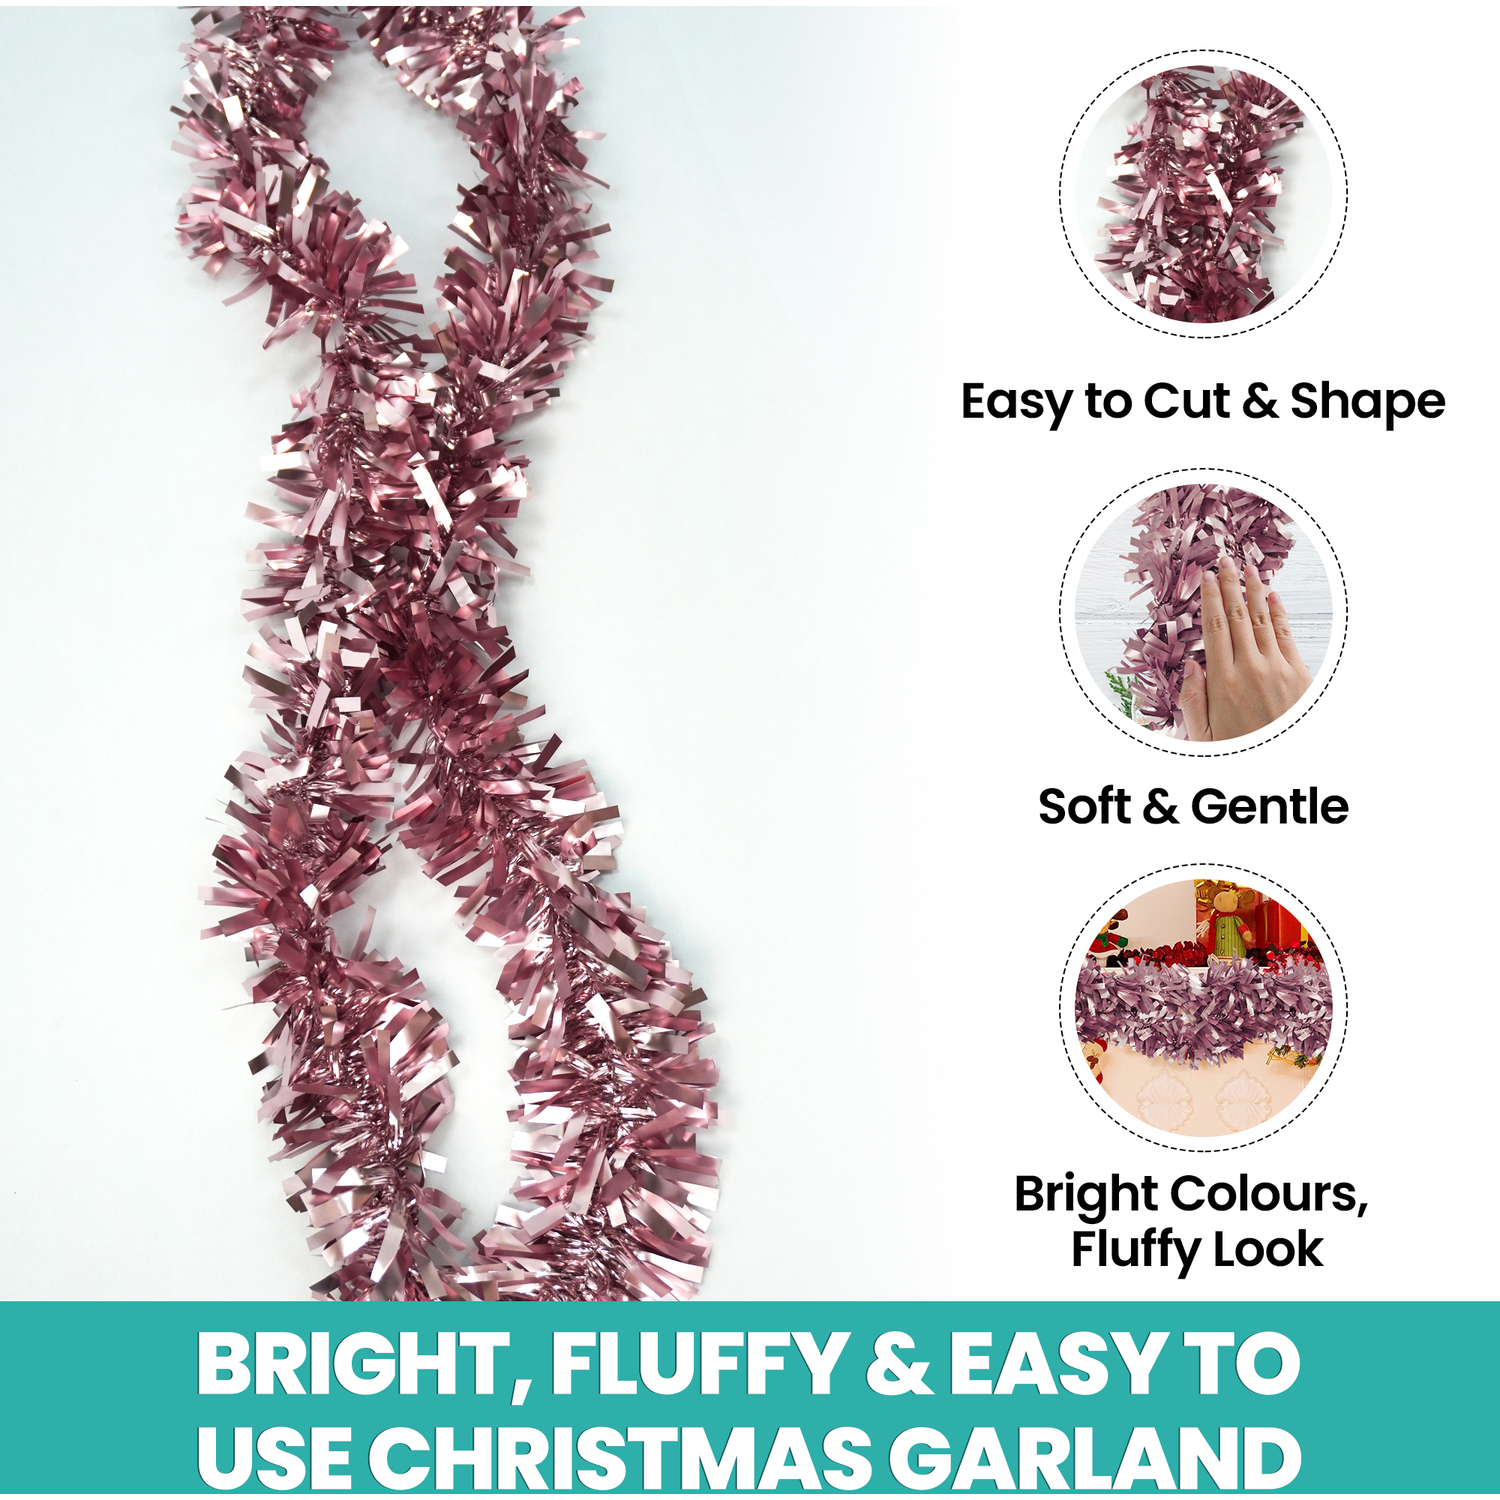 Easy to Cut & Shape
Soft & Gentle
Bright Colours,
Fluffy Look
BRIGHT, FLUFFY & EASY TO
USE CHRISTMAS GARLAND